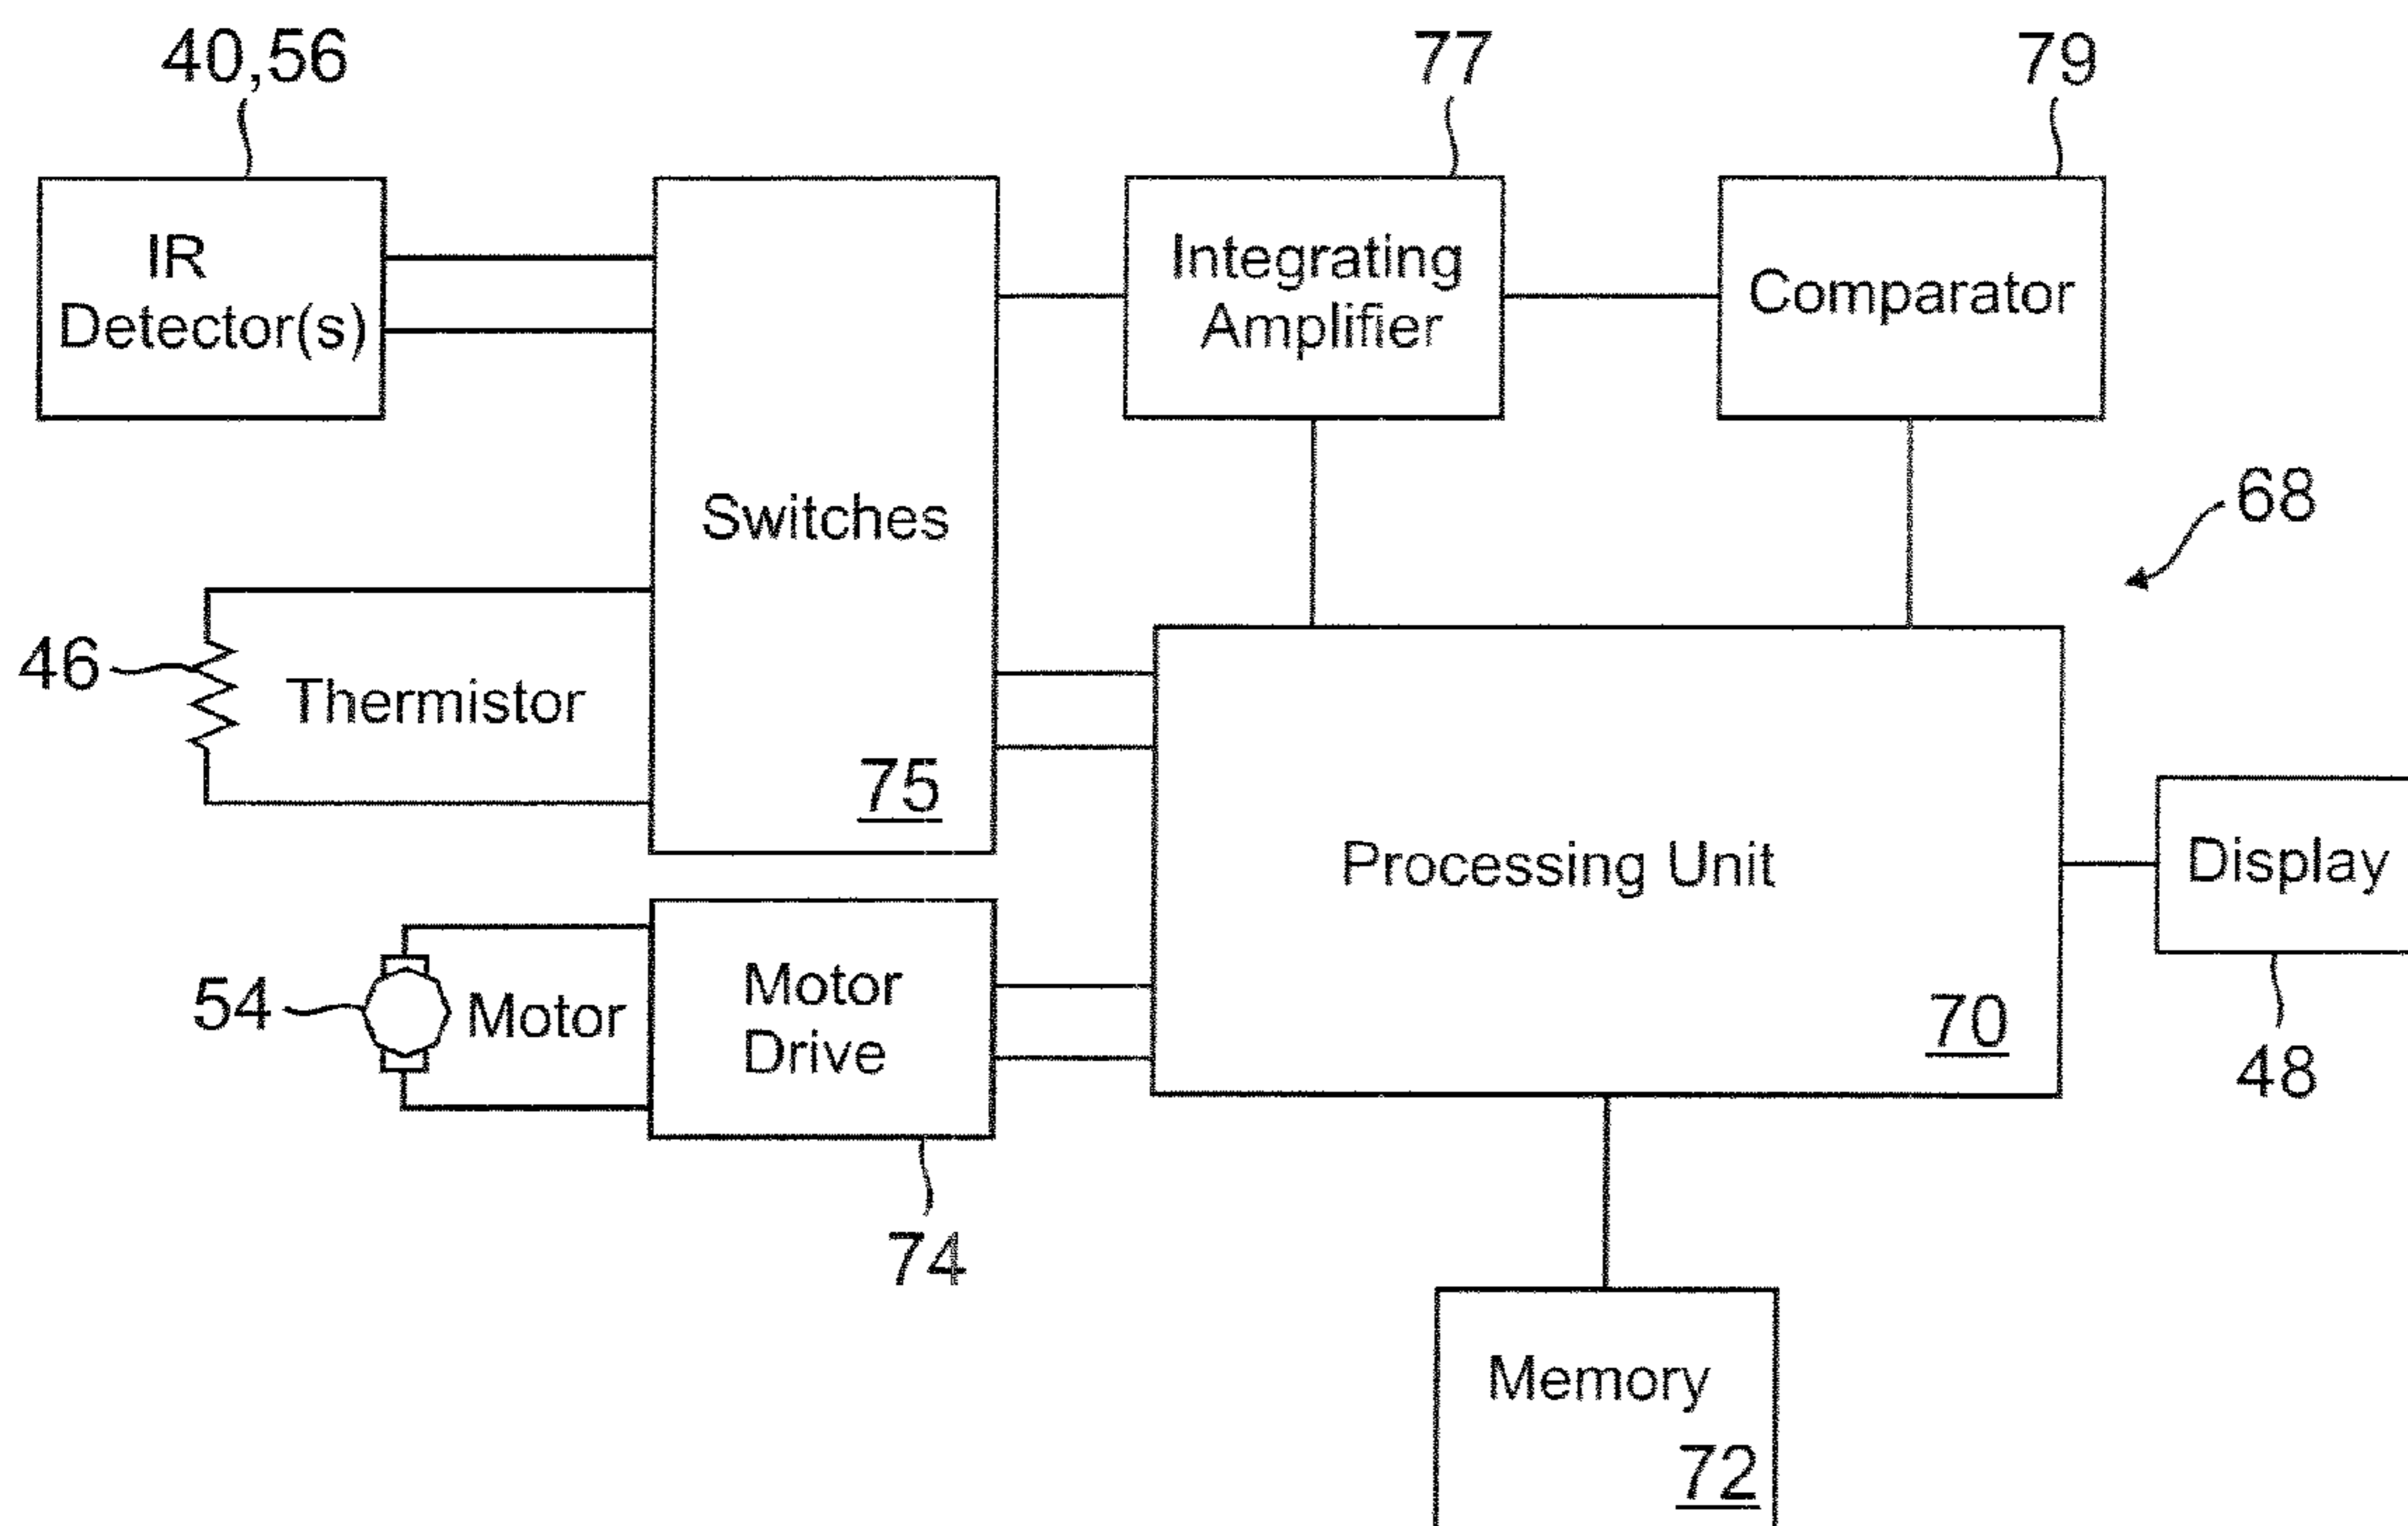 40,56
77
79
IR
Detector(s)
Integrating
Amplifier
Comparator
68
Switches
46
Thermistor
75
Processing Unit
Display
54
Motor
Motor
Drive
70
48
74
Memory
72